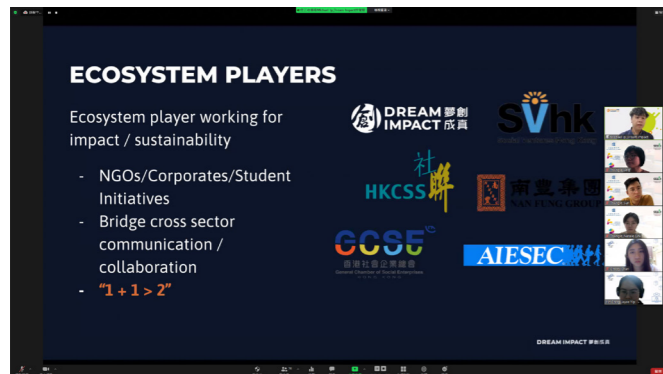 ECOSYSTEM PLAYERS
Ecosystem player working for
impact / sustainability
- NGOs/Corporates/Student
Initiatives
- Bridge cross sector
communication /
collaboration
- “1 + 1 > 2”
DREAM 夢創
IMPACT 成真
SVhk
社聯
HKCSS
南豐集團
NAN FUNG GROUP
GCSE
香港社會企業總會
General Chamber of Social Enterprises
AIESEC
DREAM IMPACT 夢創成真